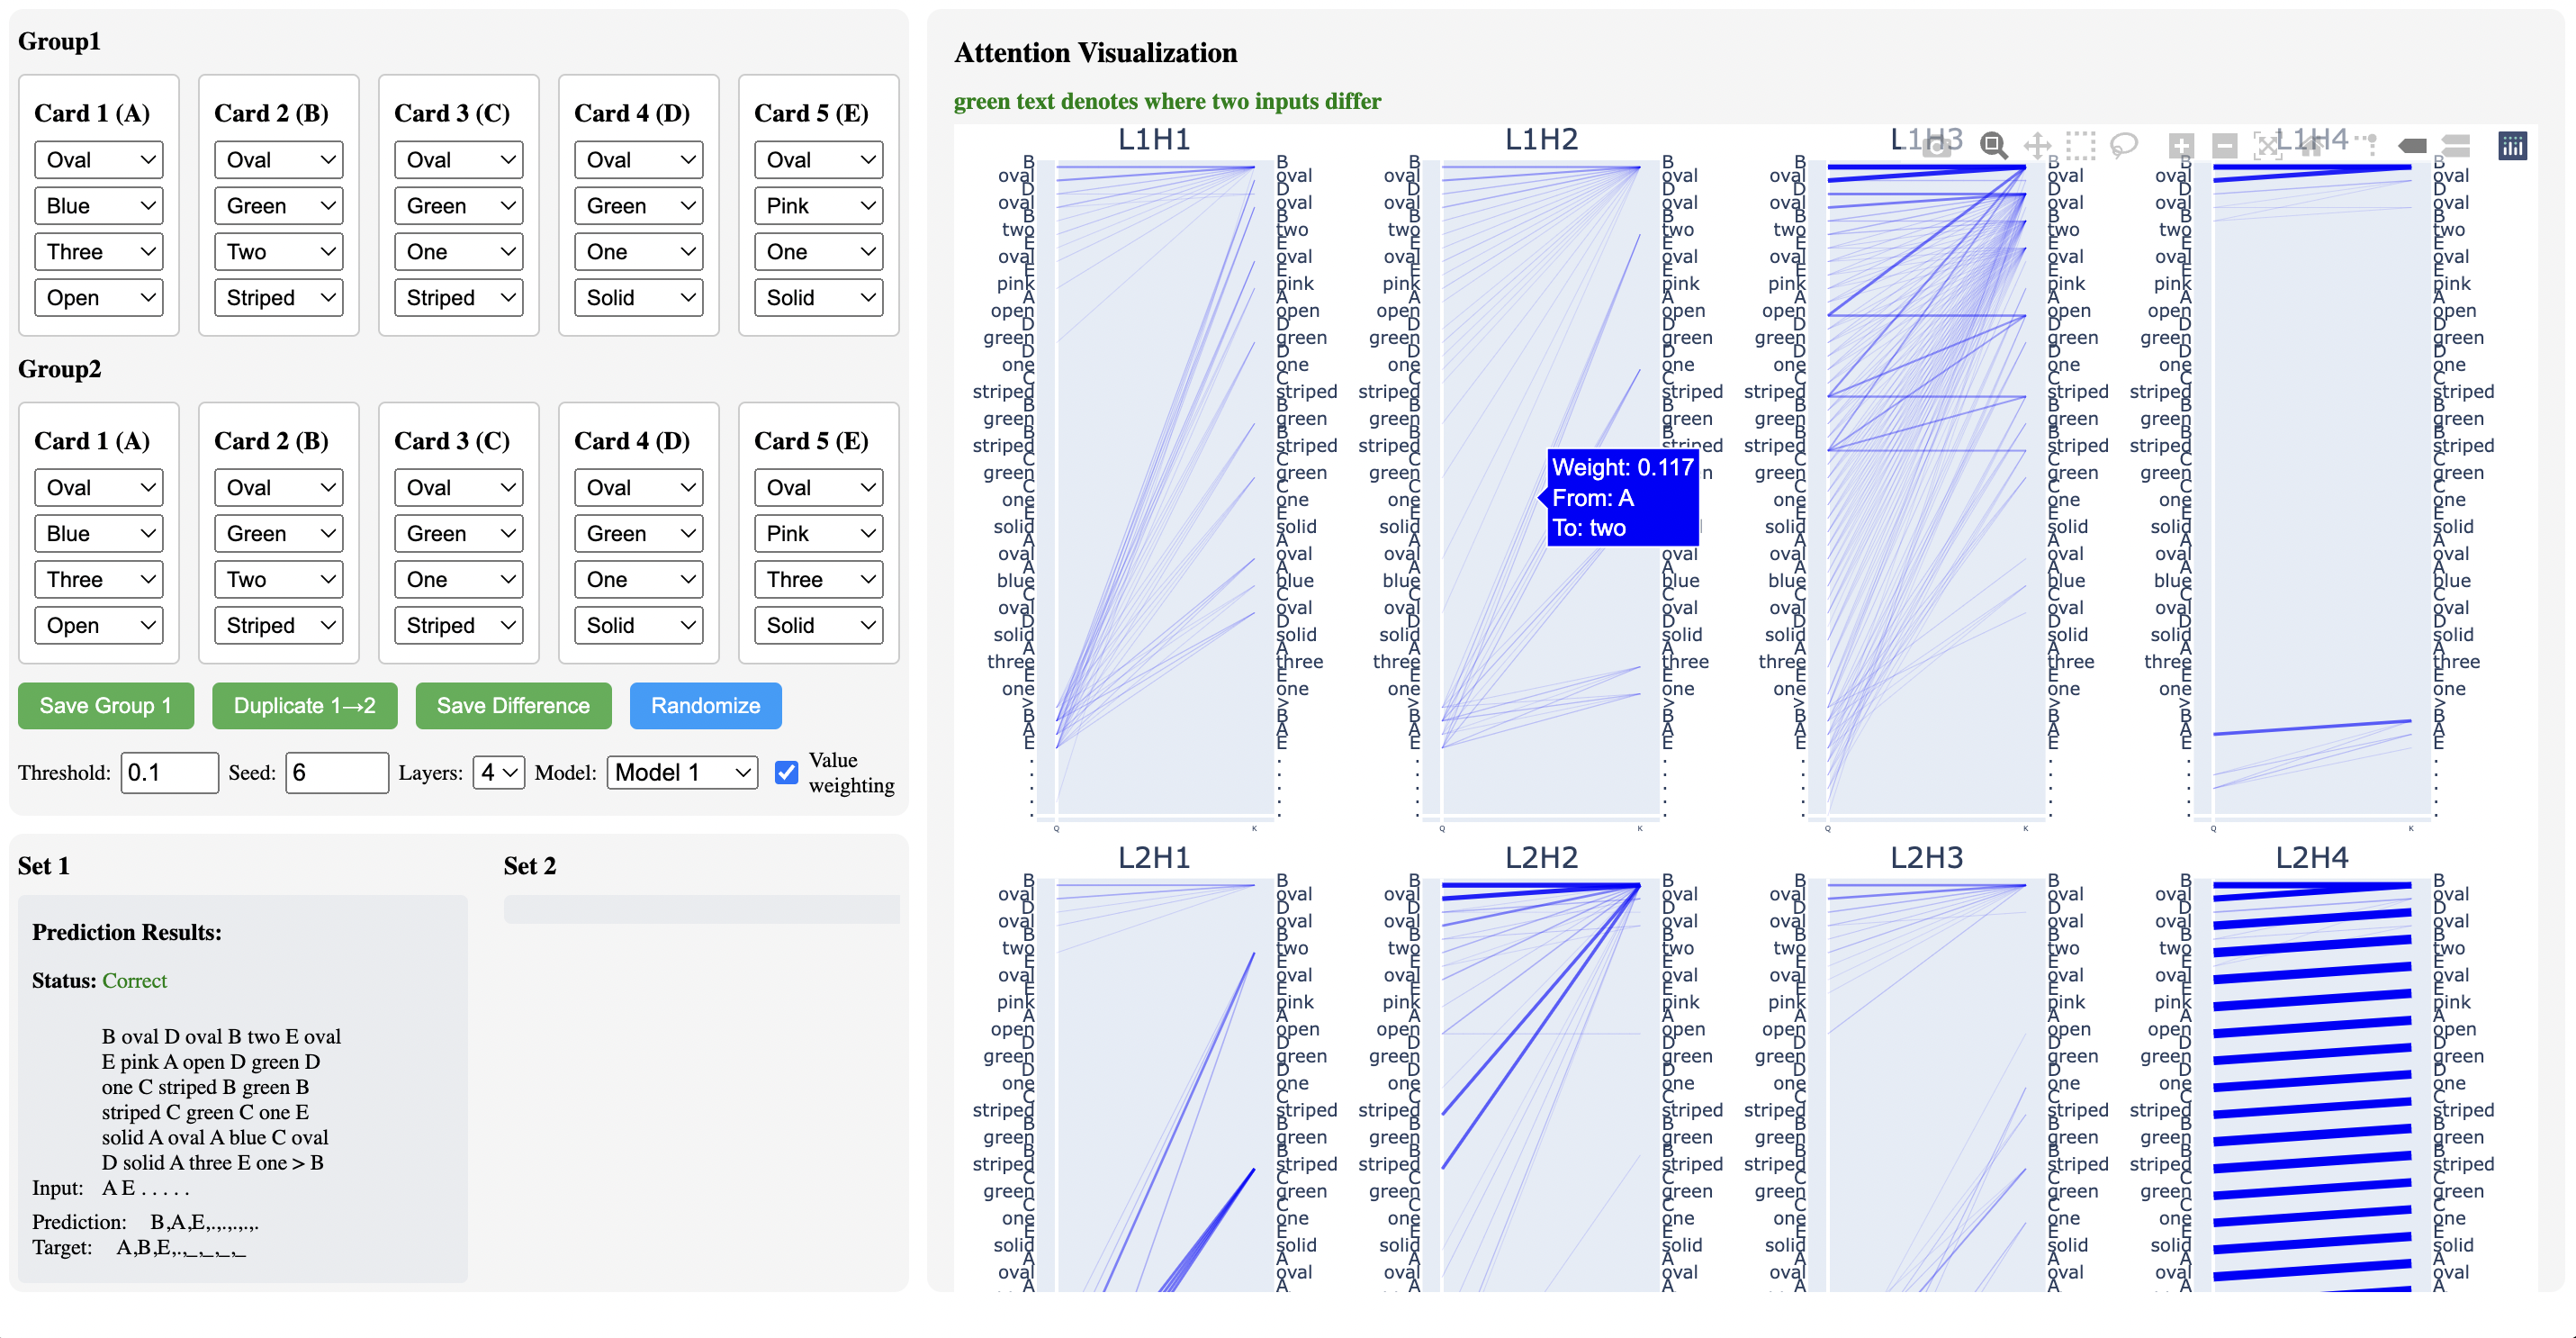 Group1
Card 1 (A)
Oval
Blue
Three
Open
Card 2 (B)
Oval
Green
Two
Striped
Card 3 (C)
Oval
Green
One
Striped
Card 4 (D)
Oval
Green
One
Solid
Card 5 (E)
Oval
Pink
One
Solid
Group2
Card 1 (A)
Oval
Blue
Three
Open
Card 2 (B)
Oval
Green
Two
Striped
Card 3 (C)
Oval
Green
One
Striped
Card 4 (D)
Oval
Green
One
Solid
Card 5 (E)
Oval
Pink
Three
Solid
Save Group 1
Duplicate 1→2
Save Difference
Randomize
Threshold: 0.1 Seed: 6 Layers: 4 Model: Model 1
Value
weighting
Set 1
Prediction Results:
Status: Correct
B oval D oval B two E oval
E pink A open D green D
one C striped B green B
striped C green C one E
solid A oval A blue C oval
D solid A three E one > B
Input: A E . . . . .
Prediction: B,A,E,.,.,.,.,.
Target: A,B,E,.,_,_,_,_
Set 2
Attention Visualization
green text denotes where two inputs differ
L1H1
L1H2
L1H3
L1H4
B
oval
D
oval
B
two
E
oval
E
pink
A
open
D
green
D
one
C
striped
B
green
B
striped
C
green
C
one
E
solid
A
oval
A
blue
C
oval
D
solid
A
three
E
one
>
B
A
E
.
.
.
.
.
Q
K
Weight: 0.117
From: A
To: two
L2H1
L2H2
L2H3
L2H4
B
oval
D
oval
B
two
E
oval
E
pink
A
open
D
green
D
one
C
striped
B
green
B
striped
C
green
C
one
E
solid
A
oval
A